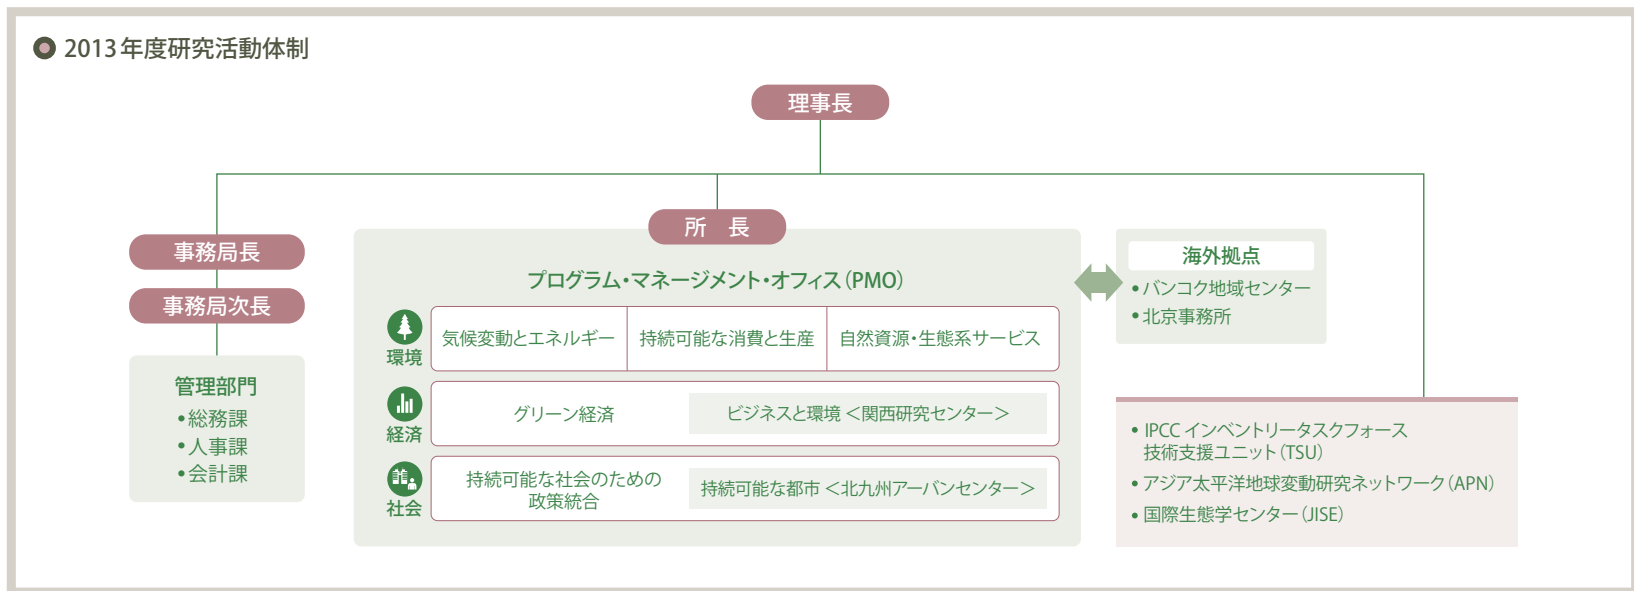 2013年度研究活動体制
理事長
事務局長
事務局次長
管理部門
•総務課
•人事課
•会計課
所　長
プログラム・マネージメント・オフィス(PMO)
環境
気候変動とエネルギー
持続可能な消費と生産
自然資源・生態系サービス
経済
グリーン経済
ビジネスと環境 <関西研究センター>
社会
持続可能な社会のための
政策統合
持続可能な都市 <北九州アーバンセンター>
海外拠点
•バンコク地域センター
•北京事務所
• IPCC インベントリータスクフォース
技術支援ユニット(TSU)
• アジア太平洋地球変動研究ネットワーク(APN)
• 国際生態学センター(JISE)